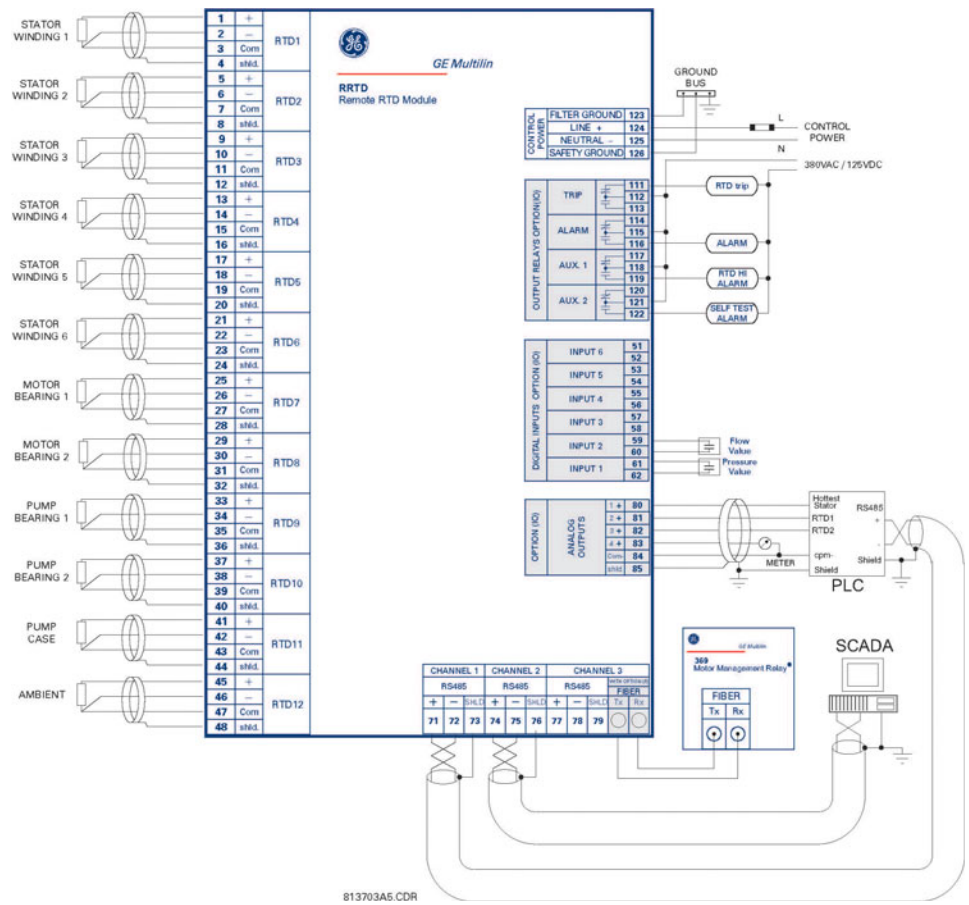 GE Multilin
RRTD
Remote RTD Module
STATOR
WINDING 1
1 +
2 −
3 Com
4 shld.
RTD1
STATOR
WINDING 2
5 +
6 −
7 Com
8 shld.
RTD2
STATOR
WINDING 3
9 +
10 −
11 Com
12 shld.
RTD3
STATOR
WINDING 4
13 +
14 −
15 Com
16 shld.
RTD4
STATOR
WINDING 5
17 +
18 −
19 Com
20 shld.
RTD5
STATOR
WINDING 6
21 +
22 −
23 Com
24 shld.
RTD6
MOTOR
BEARING 1
25 +
26 −
27 Com
28 shld.
RTD7
MOTOR
BEARING 2
29 +
30 −
31 Com
32 shld.
RTD8
PUMP
BEARING 1
33 +
34 −
35 Com
36 shld.
RTD9
PUMP
BEARING 2
37 +
38 −
39 Com
40 shld.
RTD10
PUMP
CASE
41 +
42 −
43 Com
44 shld.
RTD11
AMBIENT
45 +
46 −
47 Com
48 shld.
RTD12
GROUND
BUS
CONTROL
POWER
FILTER GROUND 123
LINE + 124
NEUTRAL - 125
SAFETY GROUND 126
L
CONTROL
POWER
N
380VAC / 125VDC
OUTPUT RELAYS OPTION(IO)
TRIP
111
112
113
RTD trip
ALARM
114
115
116
ALARM
AUX. 1
117
118
119
RTD HI
ALARM
AUX. 2
120
121
122
SELF TEST
ALARM
DIGITAL INPUTS OPTION (IO)
INPUT 6
51
52
INPUT 5
53
54
INPUT 4
55
56
INPUT 3
57
58
INPUT 2
59
60
Flow
Value
INPUT 1
61
62
Pressure
Value
OPTION (IO)
ANALOG
OUTPUTS
1 + 80
2 + 81
3 + 82
4 + 83
Com- 84
shld. 85
METER
Hottest
Stator
RTD1
RTD2
cpm-
Shield
RS485
+
-
Shield
PLC
GE Multilin
369
Motor Management Relay
FIBER
Tx Rx
SCADA
CHANNEL 1 CHANNEL 2 CHANNEL 3
RS485 RS485 RS485
FIBER
+ − SHLD + − SHLD + − SHLD Tx Rx
71 72 73 74 75 76 77 78 79
813703A5.CDR